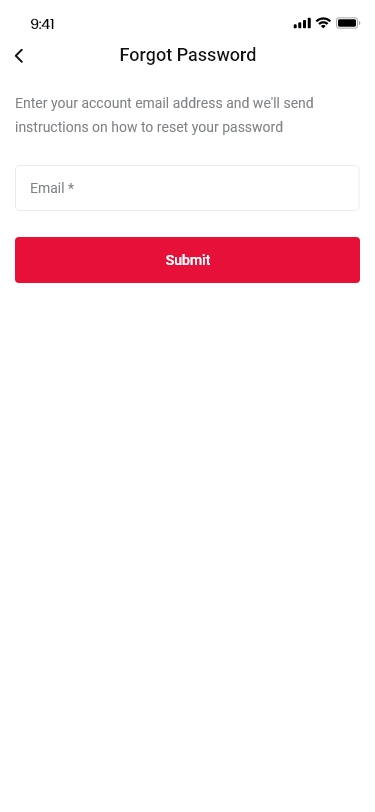 9:41
Forgot Password
Enter your account email address and we'll send
instructions on how to reset your password
Email *
Submit